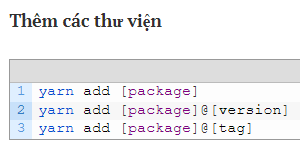 Thêm các thư viện
1 yarn add [package]
2 yarn add [package]@[version]
3 yarn add [package]@[tag]